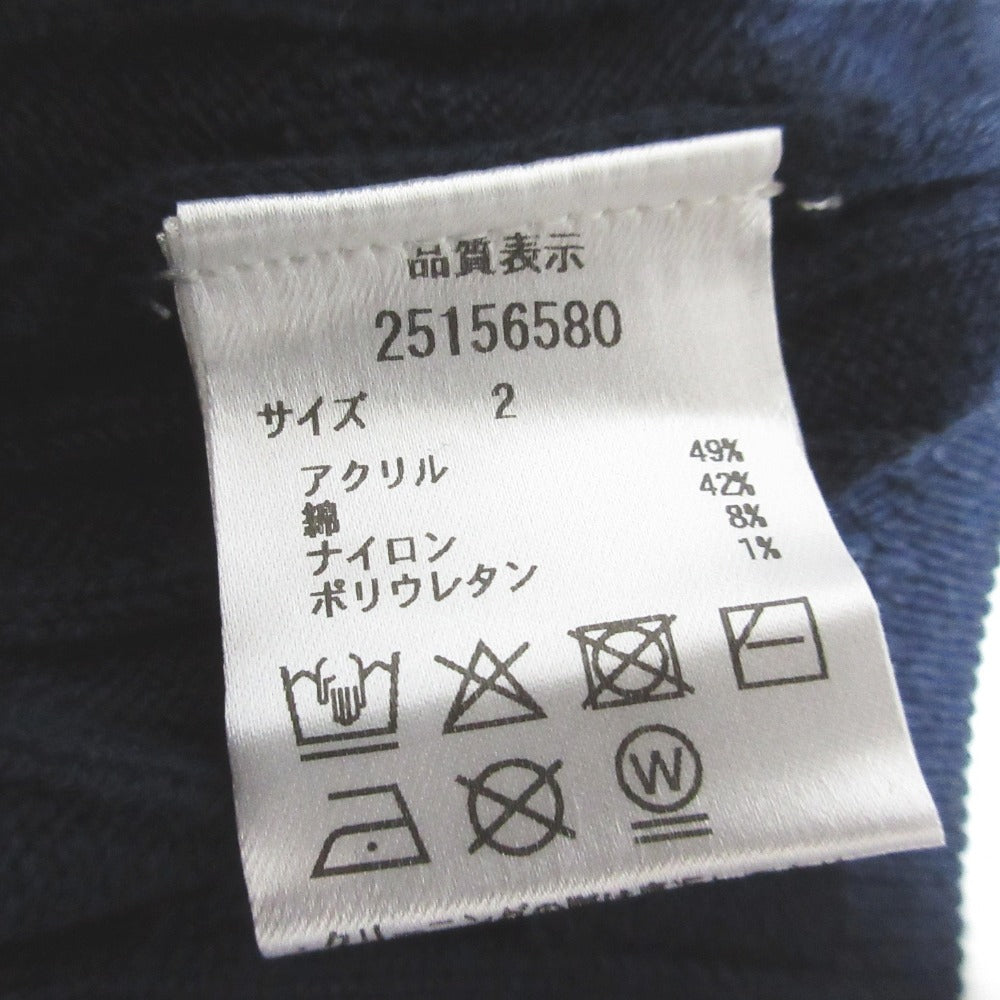 品質表示
25156580
サイズ 2
アクリル 49%
綿 42%
ナイロン 8%
ポリウレタン 1%
W